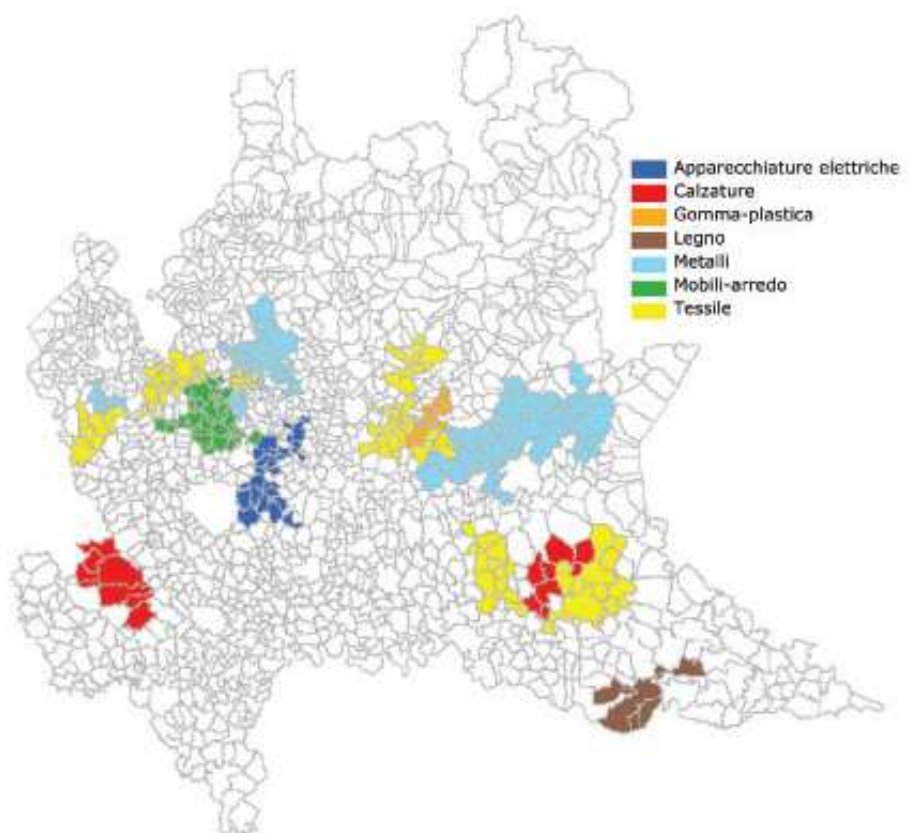 Apparecchiature elettriche
Calzature
Gomma-plastica
Legno
Metalli
Mobili-arredo
Tessile